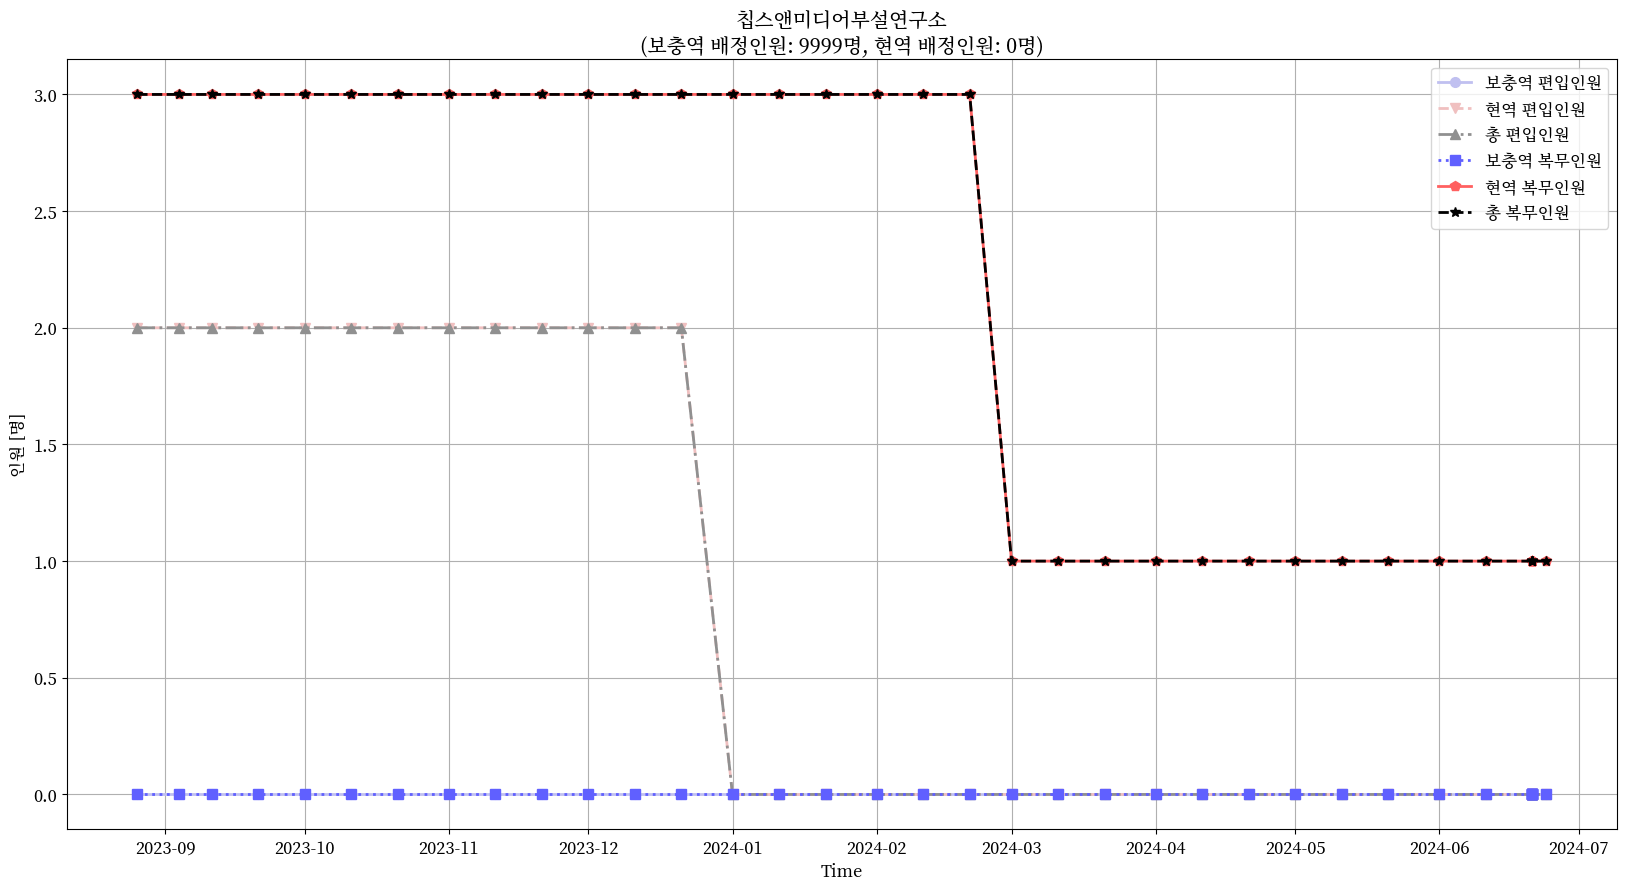 칩스앤미디어부설연구소
(보충역 배정인원: 9999명, 현역 배정인원: 0명)
보충역 편입인원
현역 편입인원
총 편입인원
보충역 복무인원
현역 복무인원
총 복무인원
3.0
2.5
2.0
1.5
1.0
0.5
0.0
인원 [명]
2023-09 2023-10 2023-11 2023-12 2024-01 2024-02 2024-03 2024-04 2024-05 2024-06 2024-07
Time